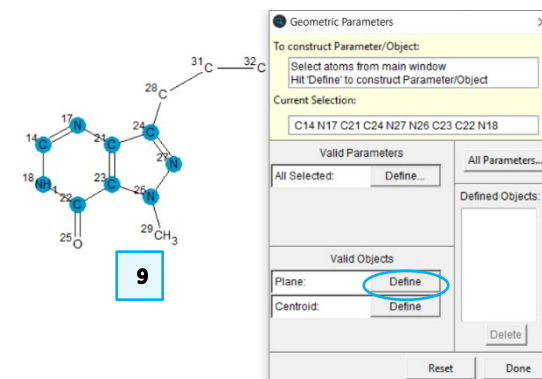 31 C 32 C
28 C
17 N
24 C
14 C
21 C
27 N
18 NH 1
23 C
26 N
22 C
25 O
29 CH3
9
Geometric Parameters
To construct Parameter/Object:
Select atoms from main window
Hit 'Define' to construct Parameter/Object
Current Selection:
C14 N17 C21 C24 N27 N26 C23 C22 N18
Valid Parameters
All Parameters...
All Selected: Define...
Defined Objects:
Valid Objects
Plane: Define
Centroid: Define
Delete
Reset Done